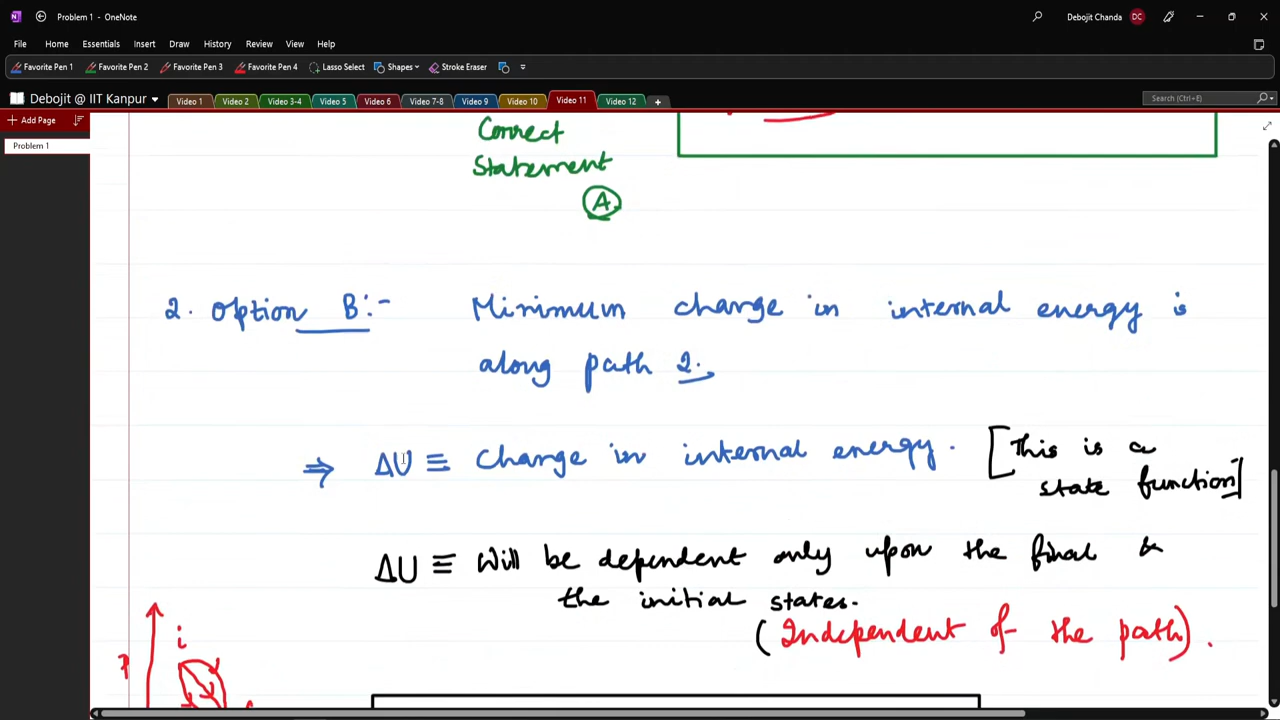 Problem 1 - OneNote
Debojit Chanda DC
File Home Essentials Insert Draw History Review View Help
Favorite Pen 1 Favorite Pen 2 Favorite Pen 3 Favorite Pen 4 Lasso Select Shapes Stroke Eraser
Debojit @ IIT Kanpur Video 1 Video 2 Video 3-4 Video 5 Video 6 Video 7-8 Video 9 Video 10 Video 11 Video 12 Search (Ctrl+E)
Add Page
Problem 1
Correct
Statement
A.
2. Option B:- Minimum change in internal energy is
along path 2.
⇒ ΔU ≡ Change in internal energy. [This is a
state function]
ΔU ≡ Will be dependent only upon the final &
the initial states.
(Independent of the path).
i
P